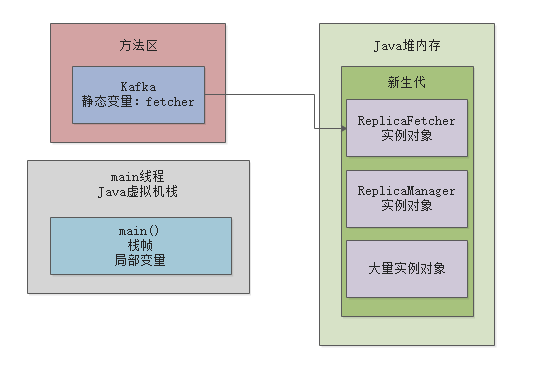 方法区
Kafka
静态变量：fetcher
main线程
Java虚拟机栈
main()
栈帧
局部变量
Java堆内存
新生代
ReplicaFetcher
实例对象
ReplicaManager
实例对象
大量实例对象